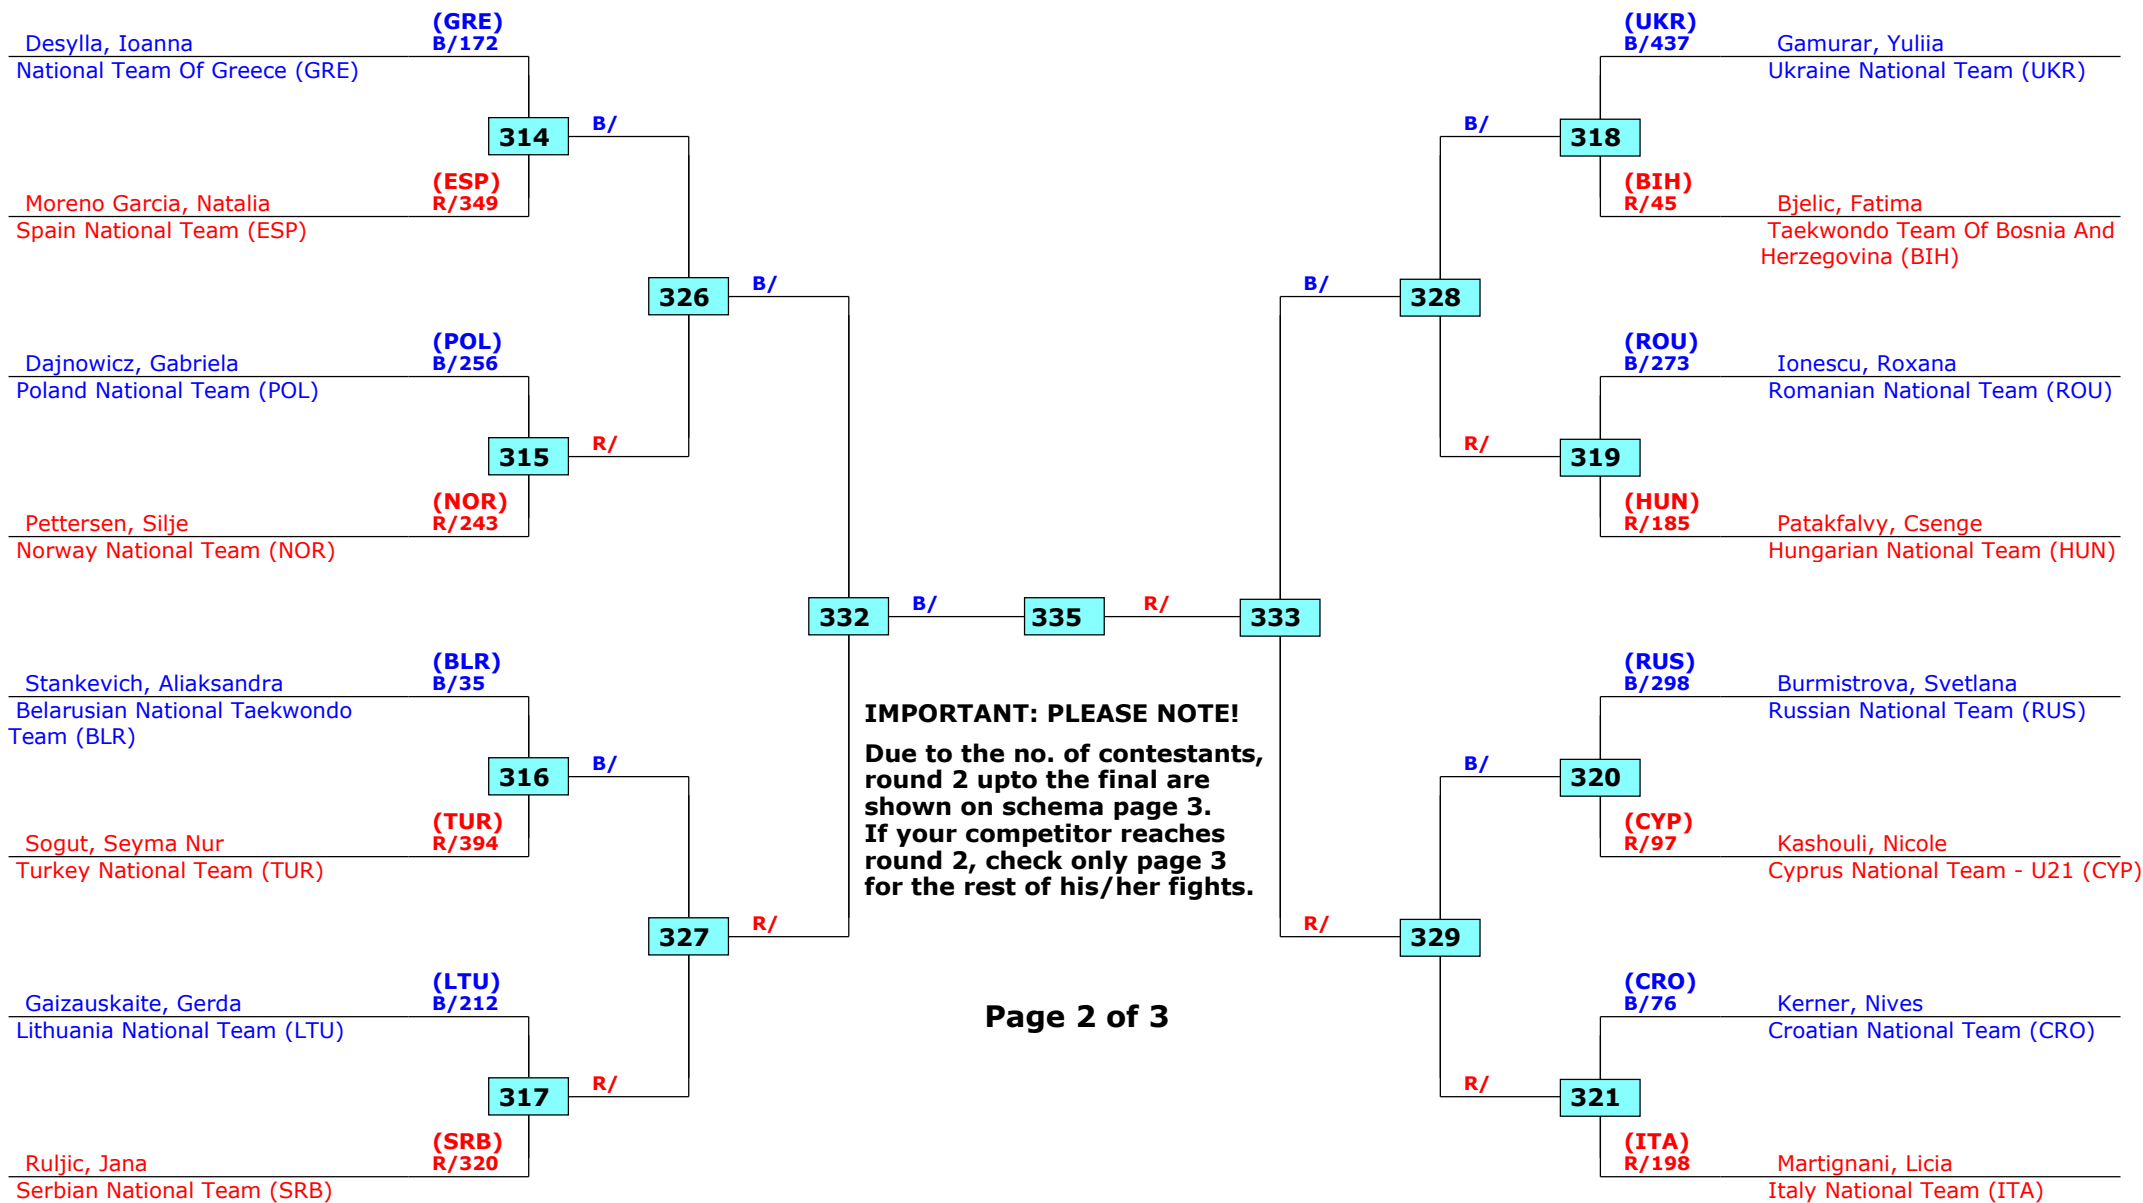 (GRE)
Desylla, Ioanna B/172
National Team Of Greece (GRE)
314 B/
(ESP)
Moreno Garcia, Natalia R/349
Spain National Team (ESP)
326 B/
(POL)
Dajnowicz, Gabriela B/256
Poland National Team (POL)
315 R/
(NOR)
Pettersen, Silje R/243
Norway National Team (NOR)
332 B/ 335 R/ 333
(BLR)
Stankevich, Aliaksandra B/35
Belarusian National Taekwondo
Team (BLR)
316 B/
(TUR)
Sogut, Seyma Nur R/394
Turkey National Team (TUR)
327 R/
(LTU)
Gaizauskaite, Gerda B/212
Lithuania National Team (LTU)
317 R/
(SRB)
Ruljic, Jana R/320
Serbian National Team (SRB)
IMPORTANT: PLEASE NOTE!
Due to the no. of contestants,
round 2 upto the final are
shown on schema page 3.
If your competitor reaches
round 2, check only page 3
for the rest of his/her fights.
Page 2 of 3
(UKR)
B/437 Gamurar, Yuliia
Ukraine National Team (UKR)
B/ 318
(BIH)
R/45 Bjelic, Fatima
Taekwondo Team Of Bosnia And
Herzegovina (BIH)
B/ 328
(ROU)
B/273 Ionescu, Roxana
Romanian National Team (ROU)
R/ 319
(HUN)
R/185 Patakfalvy, Csenge
Hungarian National Team (HUN)
(RUS)
B/298 Burmistrova, Svetlana
Russian National Team (RUS)
B/ 320
(CYP)
R/97 Kashouli, Nicole
Cyprus National Team - U21 (CYP)
R/ 329
(CRO)
B/76 Kerner, Nives
Croatian National Team (CRO)
R/ 321
(ITA)
R/198 Martignani, Licia
Italy National Team (ITA)